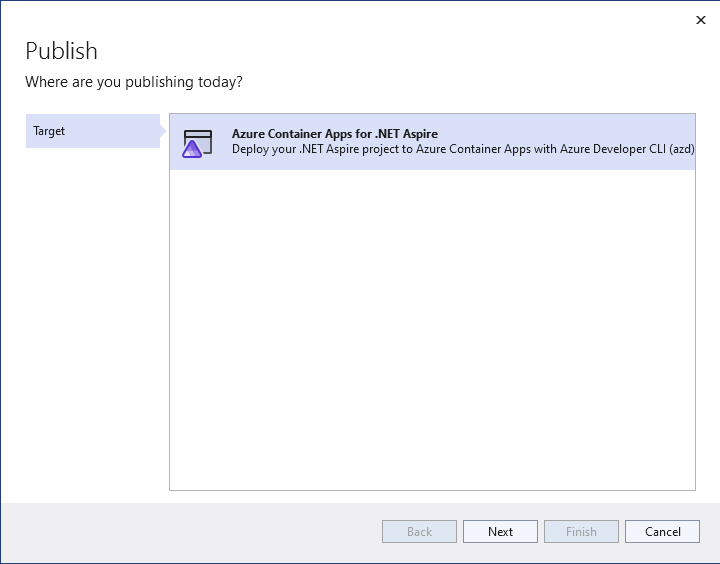 Publish
Where are you publishing today?
Target
Azure Container Apps for .NET Aspire
Deploy your .NET Aspire project to Azure Container Apps with Azure Developer CLI (azd)
Back
Next
Finish
Cancel